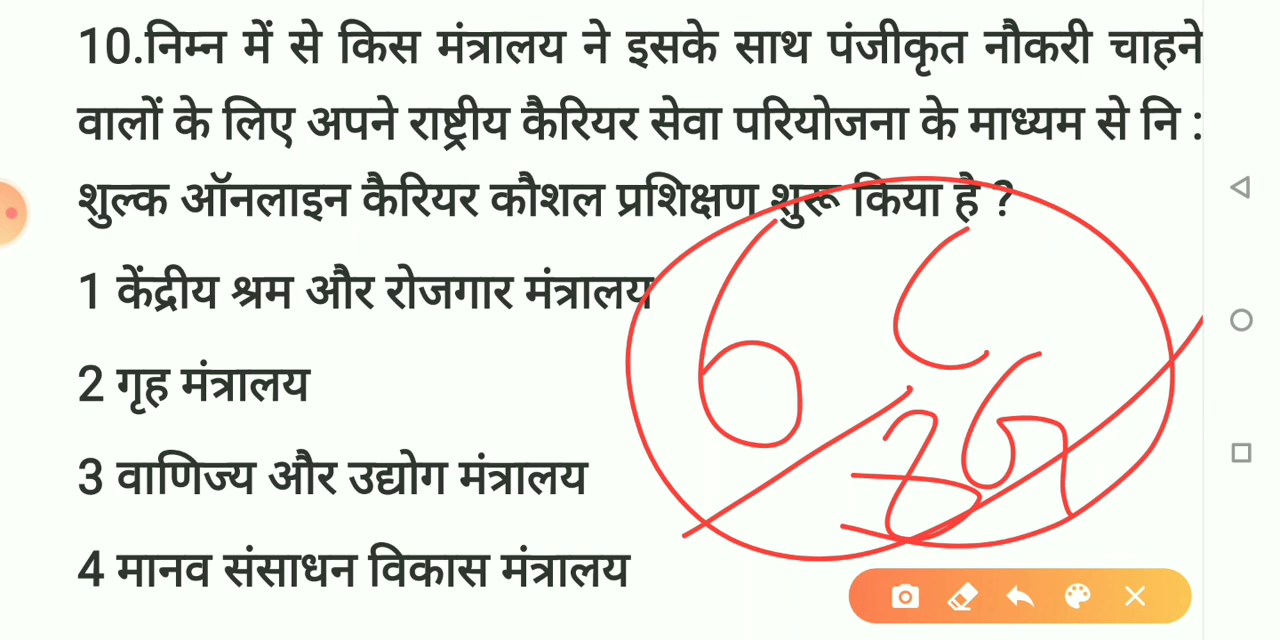 10.निम्न में से किस मंत्रालय ने इसके साथ पंजीकृत नौकरी चाहने
वालों के लिए अपने राष्ट्रीय कैरियर सेवा परियोजना के माध्यम से नि :
शुल्क ऑनलाइन कैरियर कौशल प्रशिक्षण शुरू किया है ?
1 केंद्रीय श्रम और रोजगार मंत्रालय
2 गृह मंत्रालय
3 वाणिज्य और उद्योग मंत्रालय
4 मानव संसाधन विकास मंत्रालय